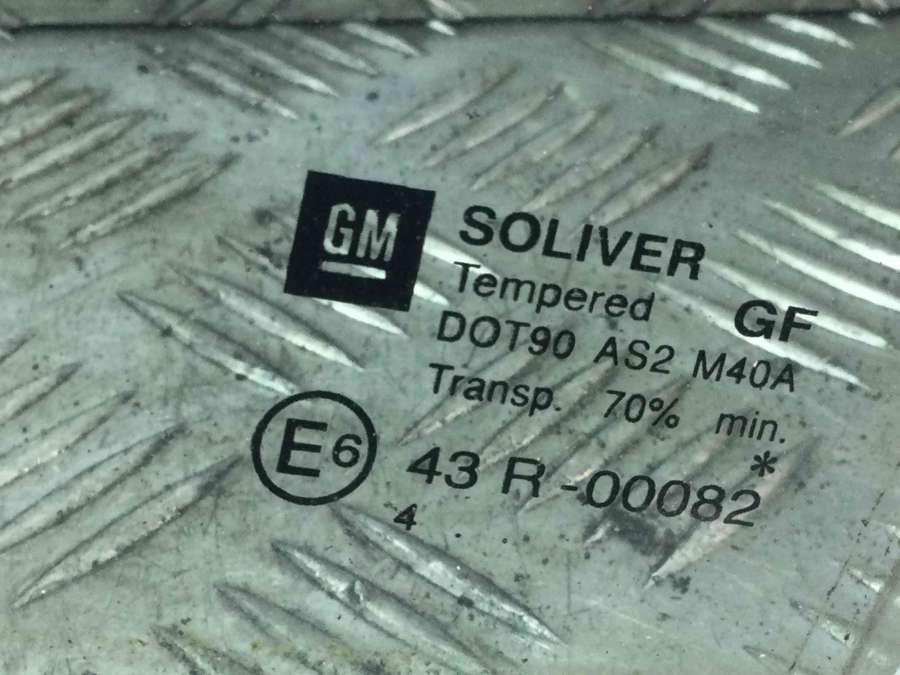 GM
SOLIVER
Tempered GF
DOT90 AS2 M40A
Transp. 70% min.
E6 43 R-00082*
4